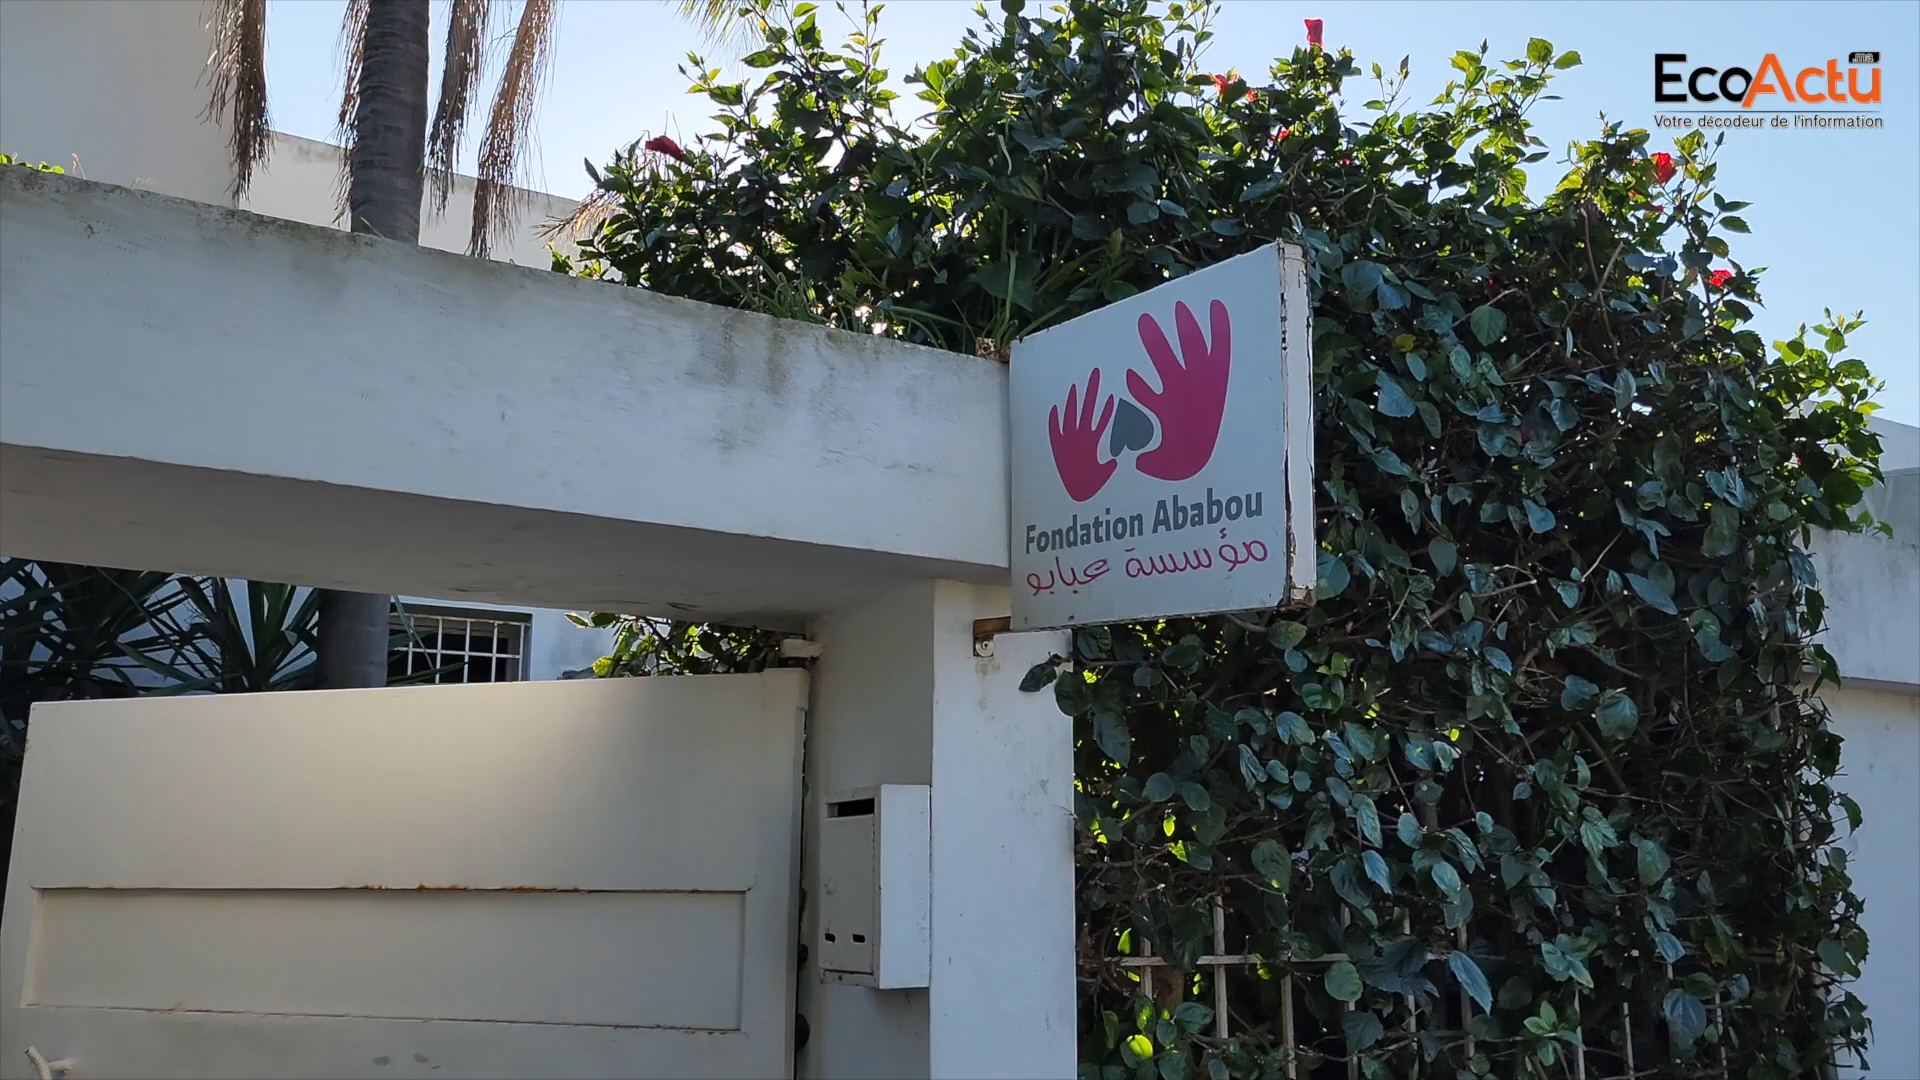 EcoActu
.ma
Votre décodeur de l'information
Fondation Ababou
مؤسسة عبابو